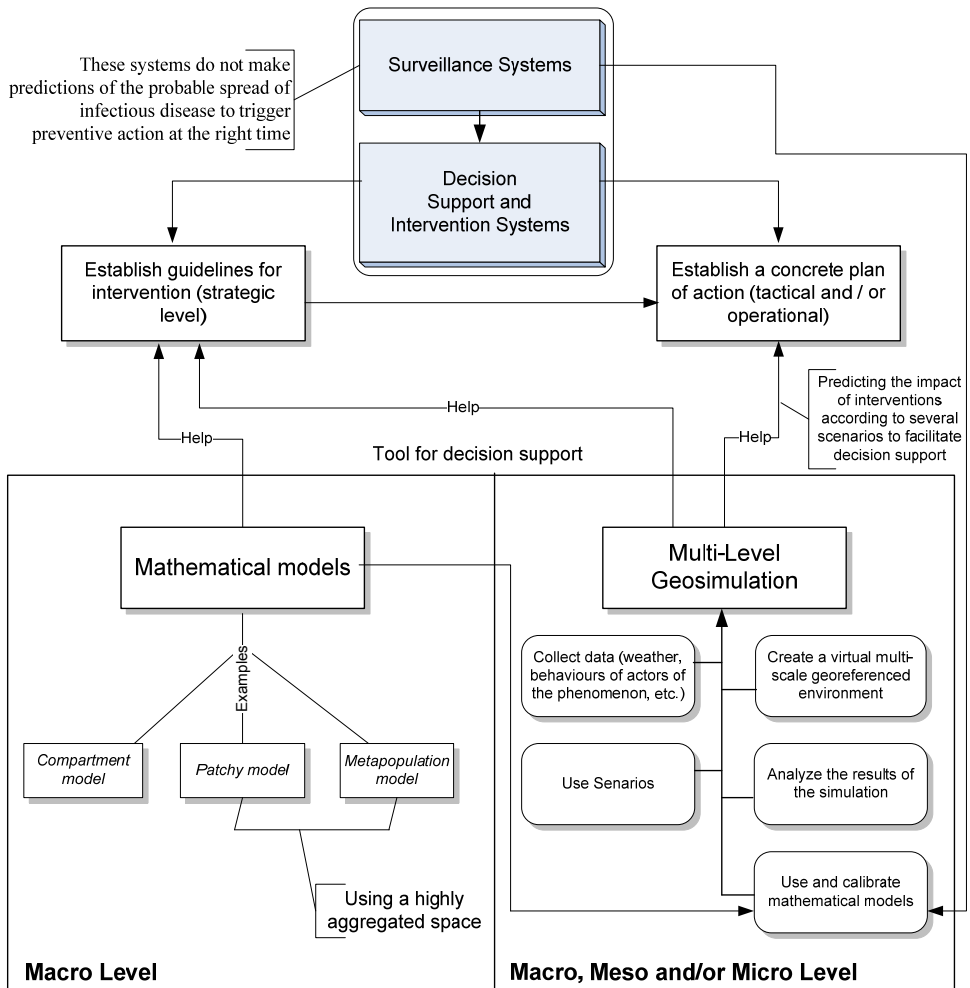 Surveillance Systems
These systems do not make
predictions of the probable spread of
infectious disease to trigger
preventive action at the right time
Decision
Support and
Intervention Systems
Establish guidelines for
intervention (strategic
level)
Establish a concrete plan
of action (tactical and / or
operational)
Help
Help
Help
Predicting the impact
of interventions
according to several
scenarios to facilitate
decision support
Tool for decision support
Mathematical models
Multi-Level
Geosimulation
Examples
Compartment
model
Patchy model
Metapopulation
model
Using a highly
aggregated space
Collect data (weather,
behaviours of actors of
the phenomenon, etc.)
Create a virtual multi-
scale georeferenced
environment
Use Senarios
Analyze the results of
the simulation
Use and calibrate
mathematical models
Macro Level
Macro, Meso and/or Micro Level